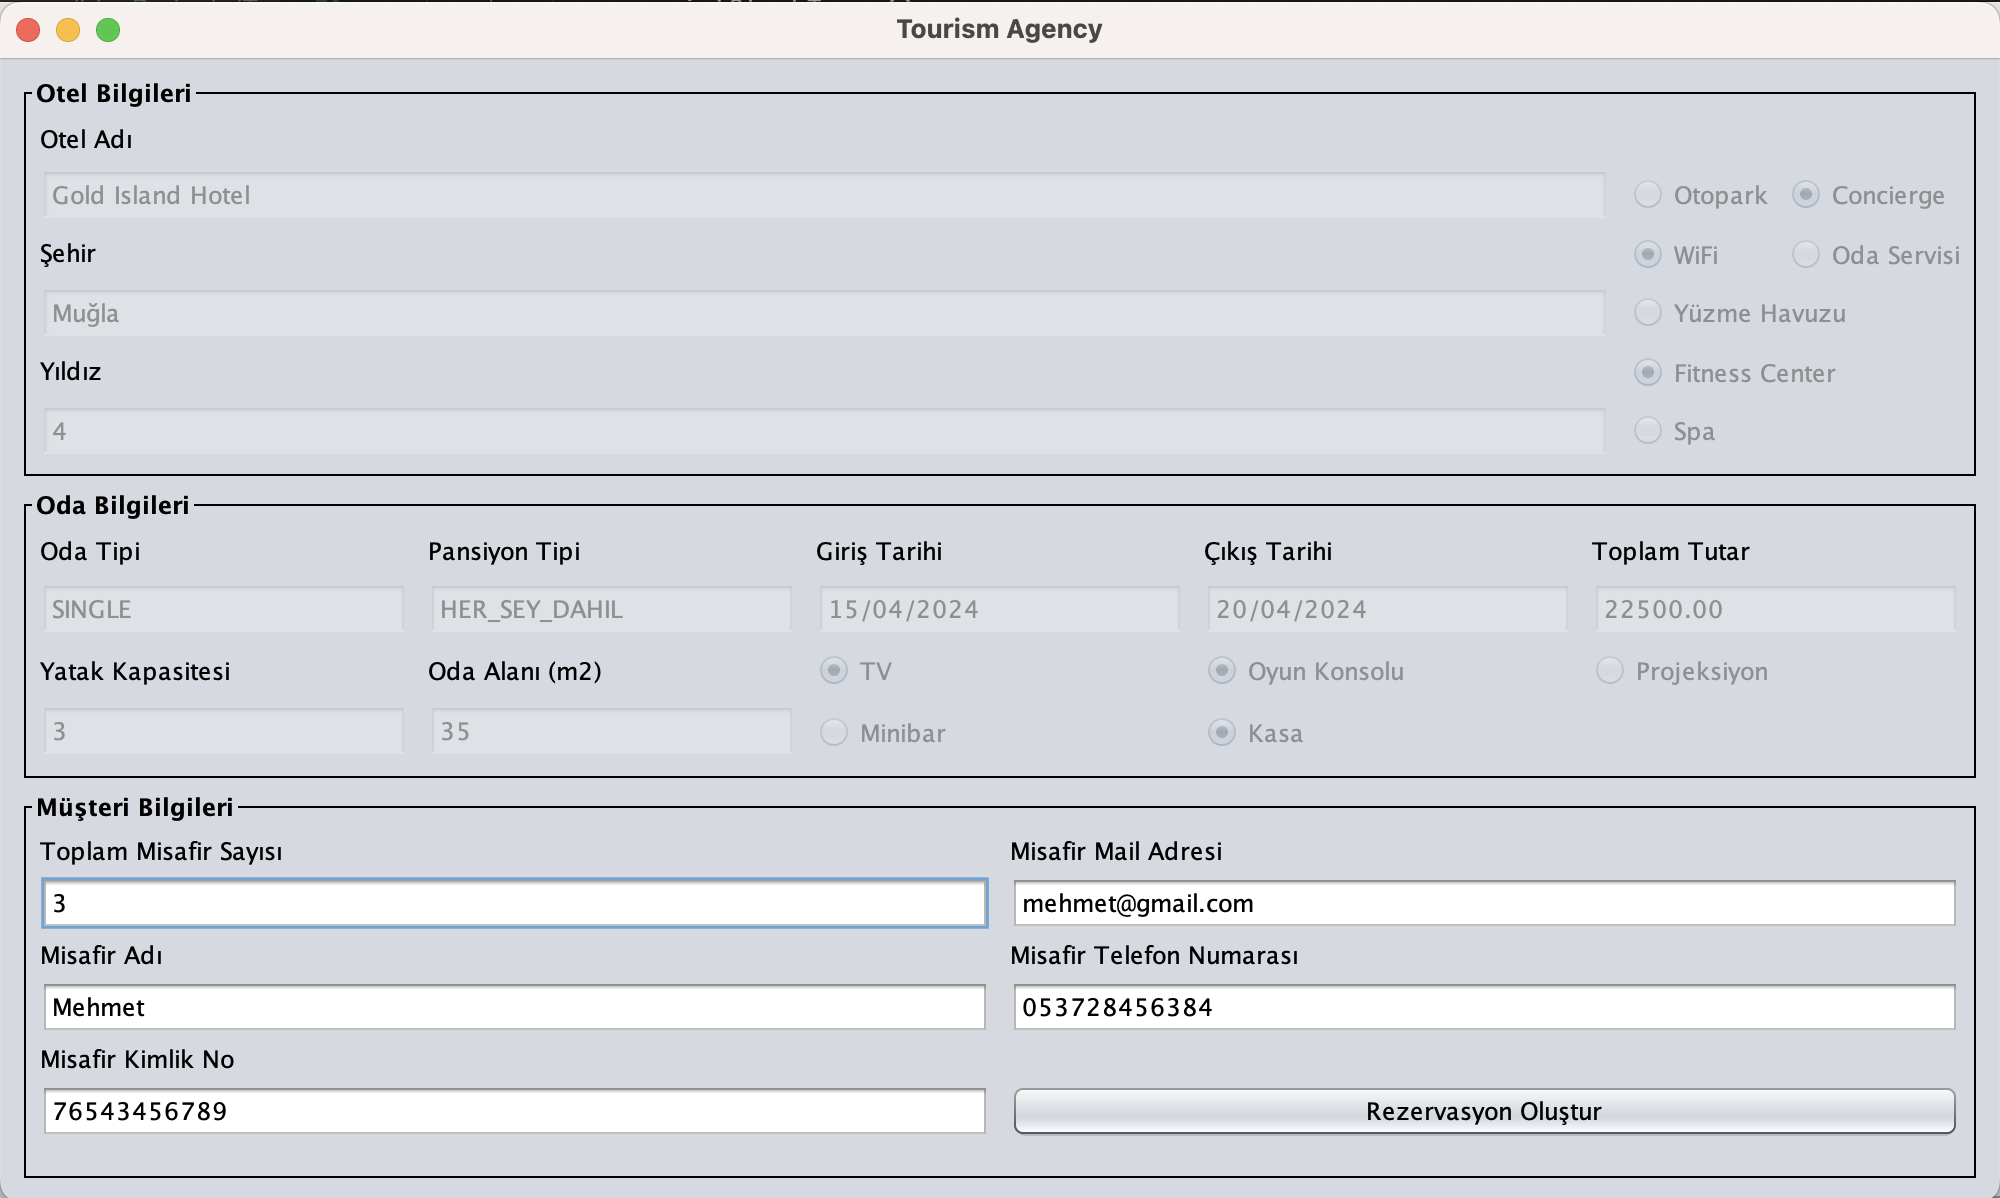 Tourism Agency
Otel Bilgileri
Otel Adı
Gold Island Hotel
Otopark Concierge
Şehir
WiFi Oda Servisi
Muğla
Yüzme Havuzu
Yıldız
Fitness Center
4
Spa
Oda Bilgileri
Oda Tipi Pansiyon Tipi Giriş Tarihi Çıkış Tarihi Toplam Tutar
SINGLE HER_SEY_DAHIL 15/04/2024 20/04/2024 22500.00
Yatak Kapasitesi Oda Alanı (m2) TV Oyun Konsolu Projeksiyon
3 35 Minibar Kasa
Müşteri Bilgileri
Toplam Misafir Sayısı Misafir Mail Adresi
3 mehmet@gmail.com
Misafir Adı Misafir Telefon Numarası
Mehmet 053728456384
Misafir Kimlik No
76543456789 Rezervasyon Oluştur